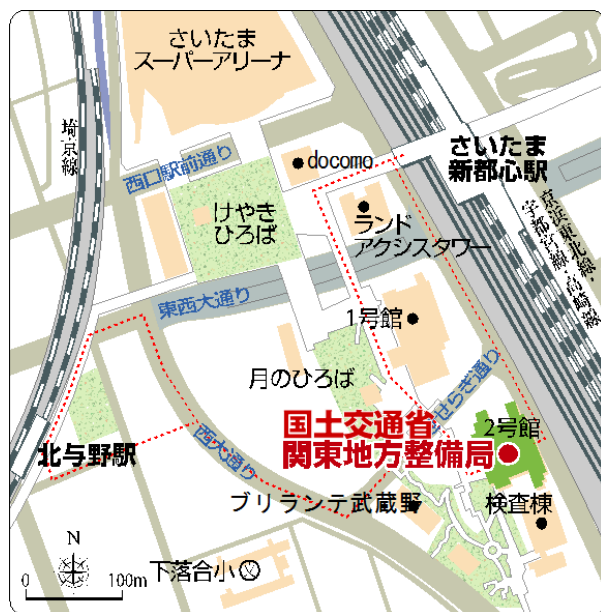 さいたま
スーパーアリーナ
埼京線
西口駅前通り
docomo
さいたま
新都心駅
けやき
ひろば
ランド
アクシスタワー
京浜東北線・高崎線
宇都宮線
東西大通り
1号館
月のひろば
せせらぎ通り
国土交通省
関東地方整備局
2号館
北与野駅
西大通り
ブリランテ武蔵野
検査棟
N
下落合小
0 100m